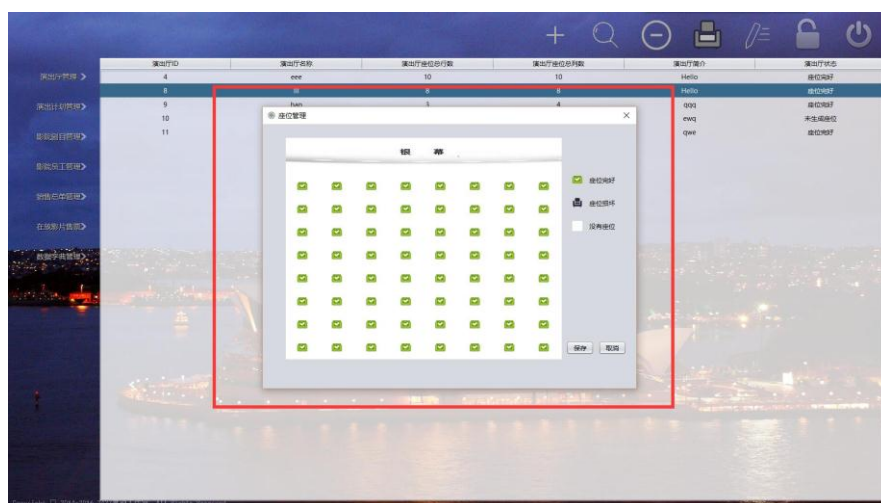 演出厅ID 演出厅名称 演出厅座位总行数 演出厅座位总列数 演出厅简介 演出厅状态
演出厅管理
4 eee 10 10 Hello 座位完好
8 8 8 Hello 座位完好
演出计划管理
9 han 5 4 qqq 座位完好
10 ewq 未生成座位
11 qwe 座位完好
影院剧目管理
影院员工管理
销售总单管理
在线影片售票
数据字典管理
座位管理
银 幕
座位完好
座位损坏
没有座位
保存 取消